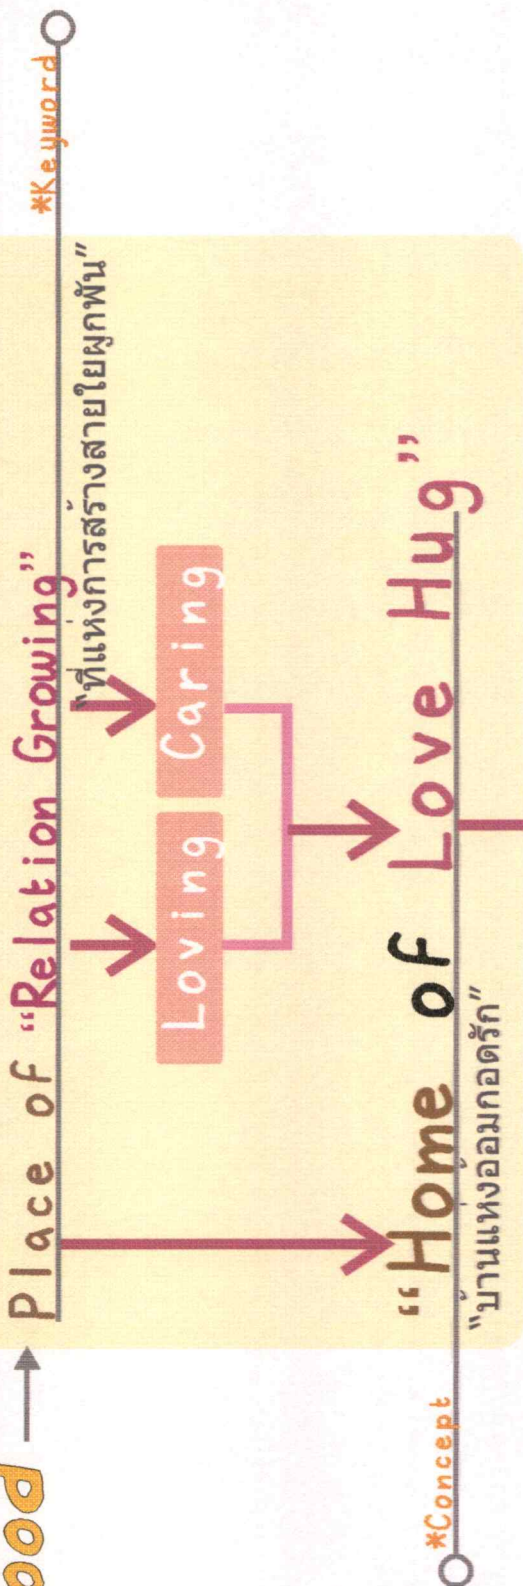 ood
Place of "Relation Growing"
*Keyword
"ที่แห่งการสร้างสายใยผูกพัน"
Loving Caring
*Concept
"Home of Love Hug"
"บ้านแห่งอ้อมกอดรัก"